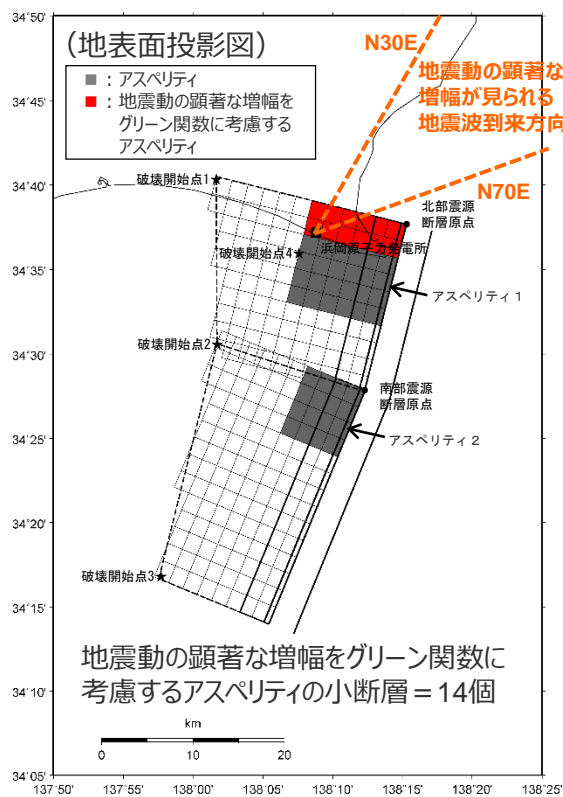 (地表面投影図)
■:アスペリティ
■:地震動の顕著な増幅を
グリーン関数に考慮する
アスペリティ
N30E
地震動の顕著な
増幅が見られる
地震波到来方向
N70E
北部震源
断層原点
破壊開始点1
浜岡原子力発電所
破壊開始点4
アスペリティ1
破壊開始点2
南部震源
断層原点
アスペリティ2
破壊開始点3
地震動の顕著な増幅をグリーン関数に
考慮するアスペリティの小断層=14個
km
0 10 20
34˚50'
34˚45'
34˚40'
34˚35'
34˚30'
34˚25'
34˚20'
34˚15'
34˚10'
34˚05'
137˚50' 137˚55' 138˚00' 138˚05' 138˚10' 138˚15' 138˚20' 138˚25'